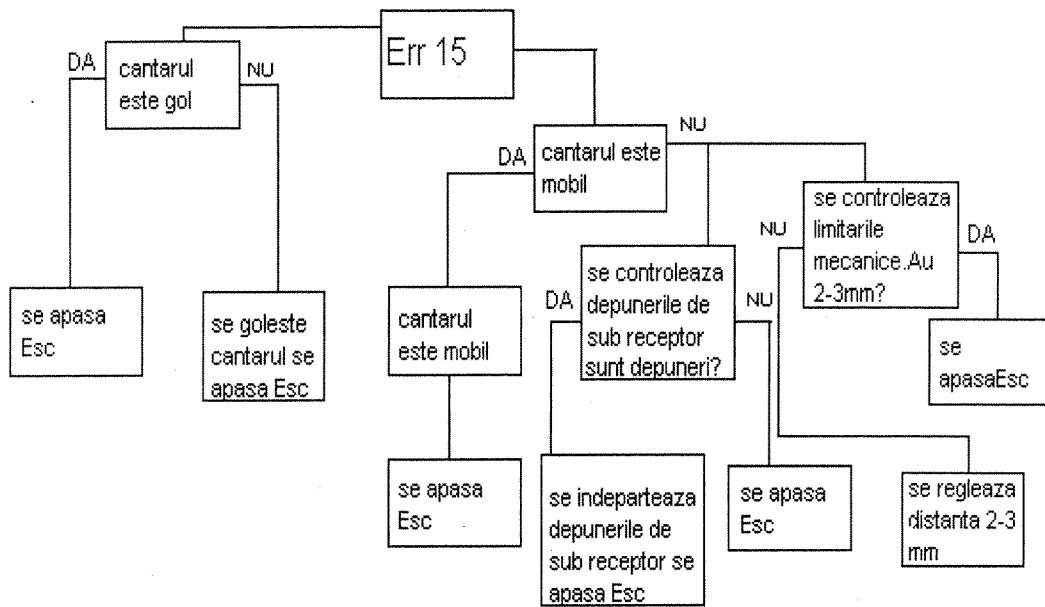 Err 15
DA
cantarul
este gol
NU
DA
cantarul este
mobil
NU
se controleaza
limitarile
mecanice.Au
2-3mm?
NU
DA
se apasa
Esc
se goleste
cantarul se
apasa Esc
cantarul
este mobil
DA
se controleaza
depunerile de
sub receptor
sunt depuneri?
NU
se
apasaEsc
se apasa
Esc
se indeparteaza
depunerile de
sub receptor se
apasa Esc
se apasa
Esc
se regleaza
distanta 2-3
mm